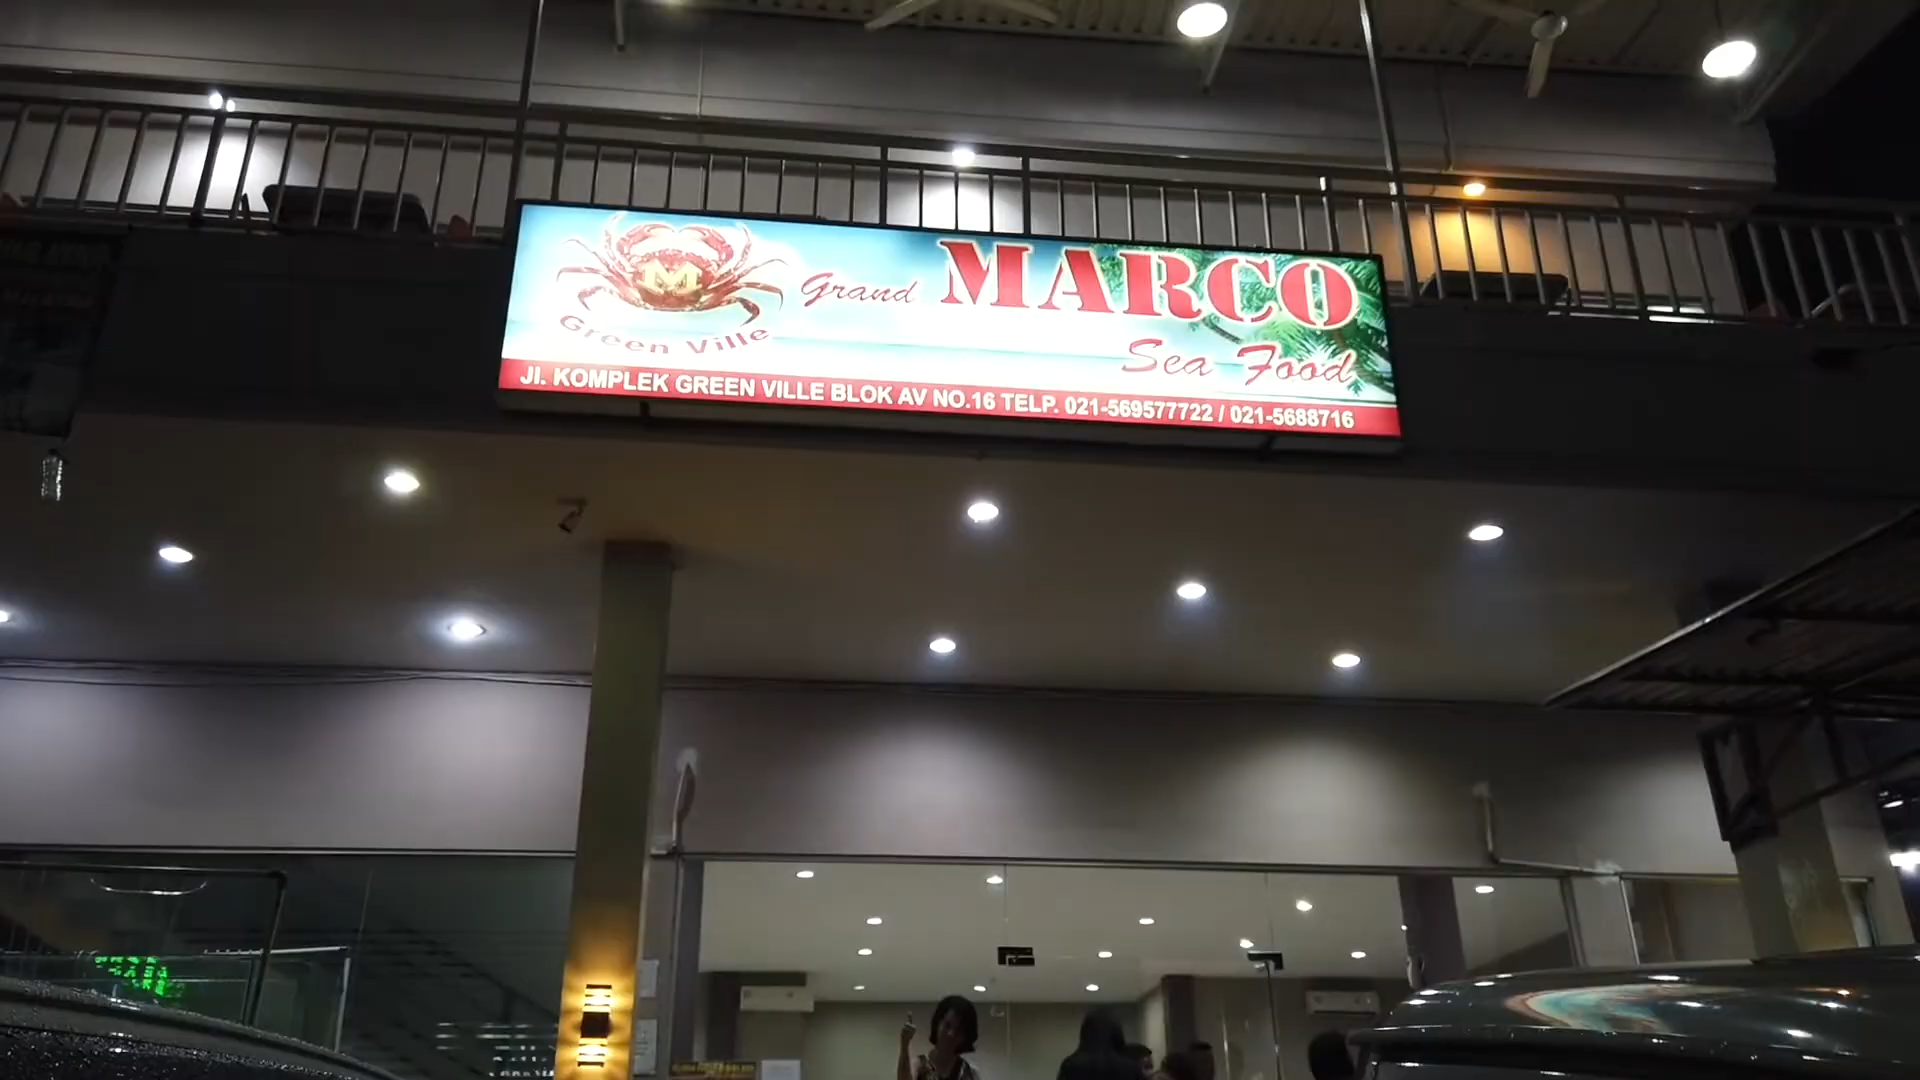 M
Green Ville
Grand MARCO
Sea Food
Jl. KOMPLEK GREEN VILLE BLOK AV NO.16 TELP. 021-569577722 / 021-5688716